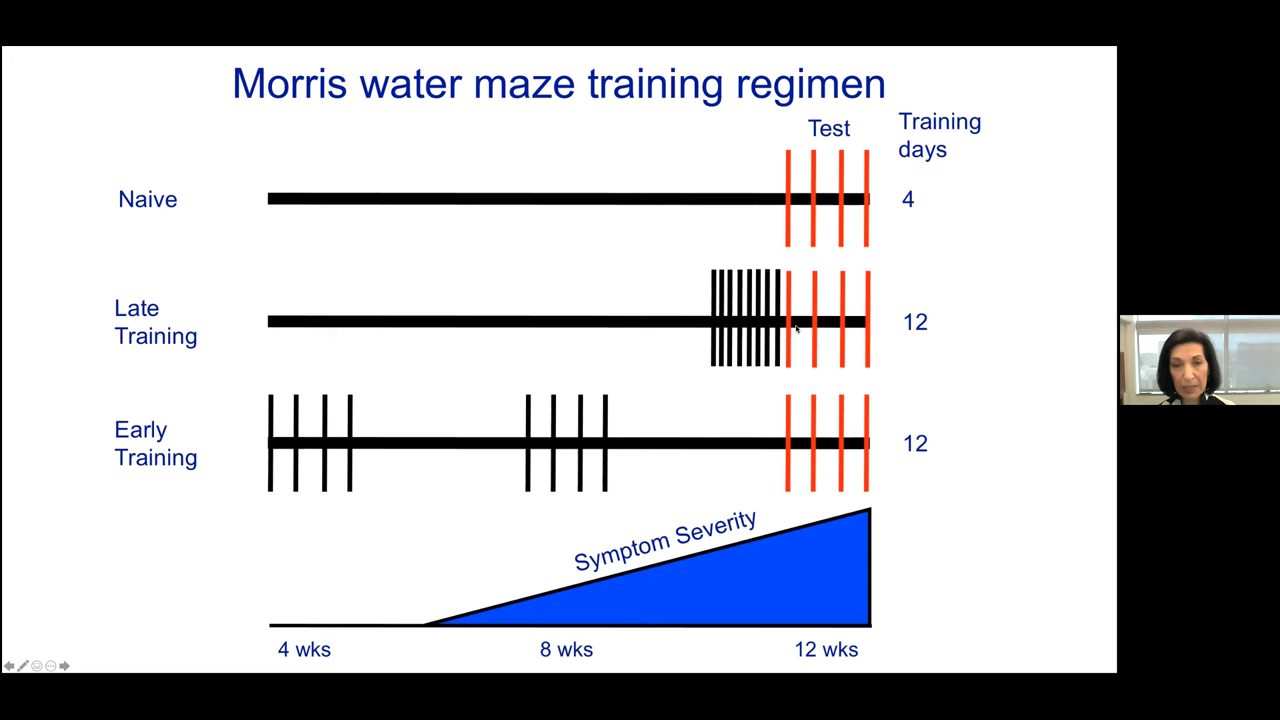 Morris water maze training regimen
Test
Training
days
Naive
4
Late
Training
12
Early
Training
12
Symptom Severity
4 wks
8 wks
12 wks